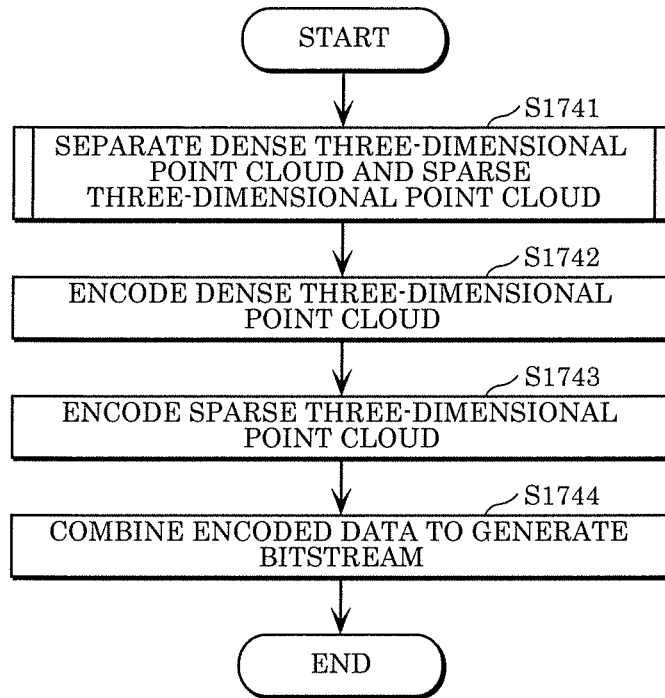 START
S1741
SEPARATE DENSE THREE-DIMENSIONAL
POINT CLOUD AND SPARSE
THREE-DIMENSIONAL POINT CLOUD
S1742
ENCODE DENSE THREE-DIMENSIONAL
POINT CLOUD
S1743
ENCODE SPARSE THREE-DIMENSIONAL
POINT CLOUD
S1744
COMBINE ENCODED DATA TO GENERATE
BITSTREAM
END